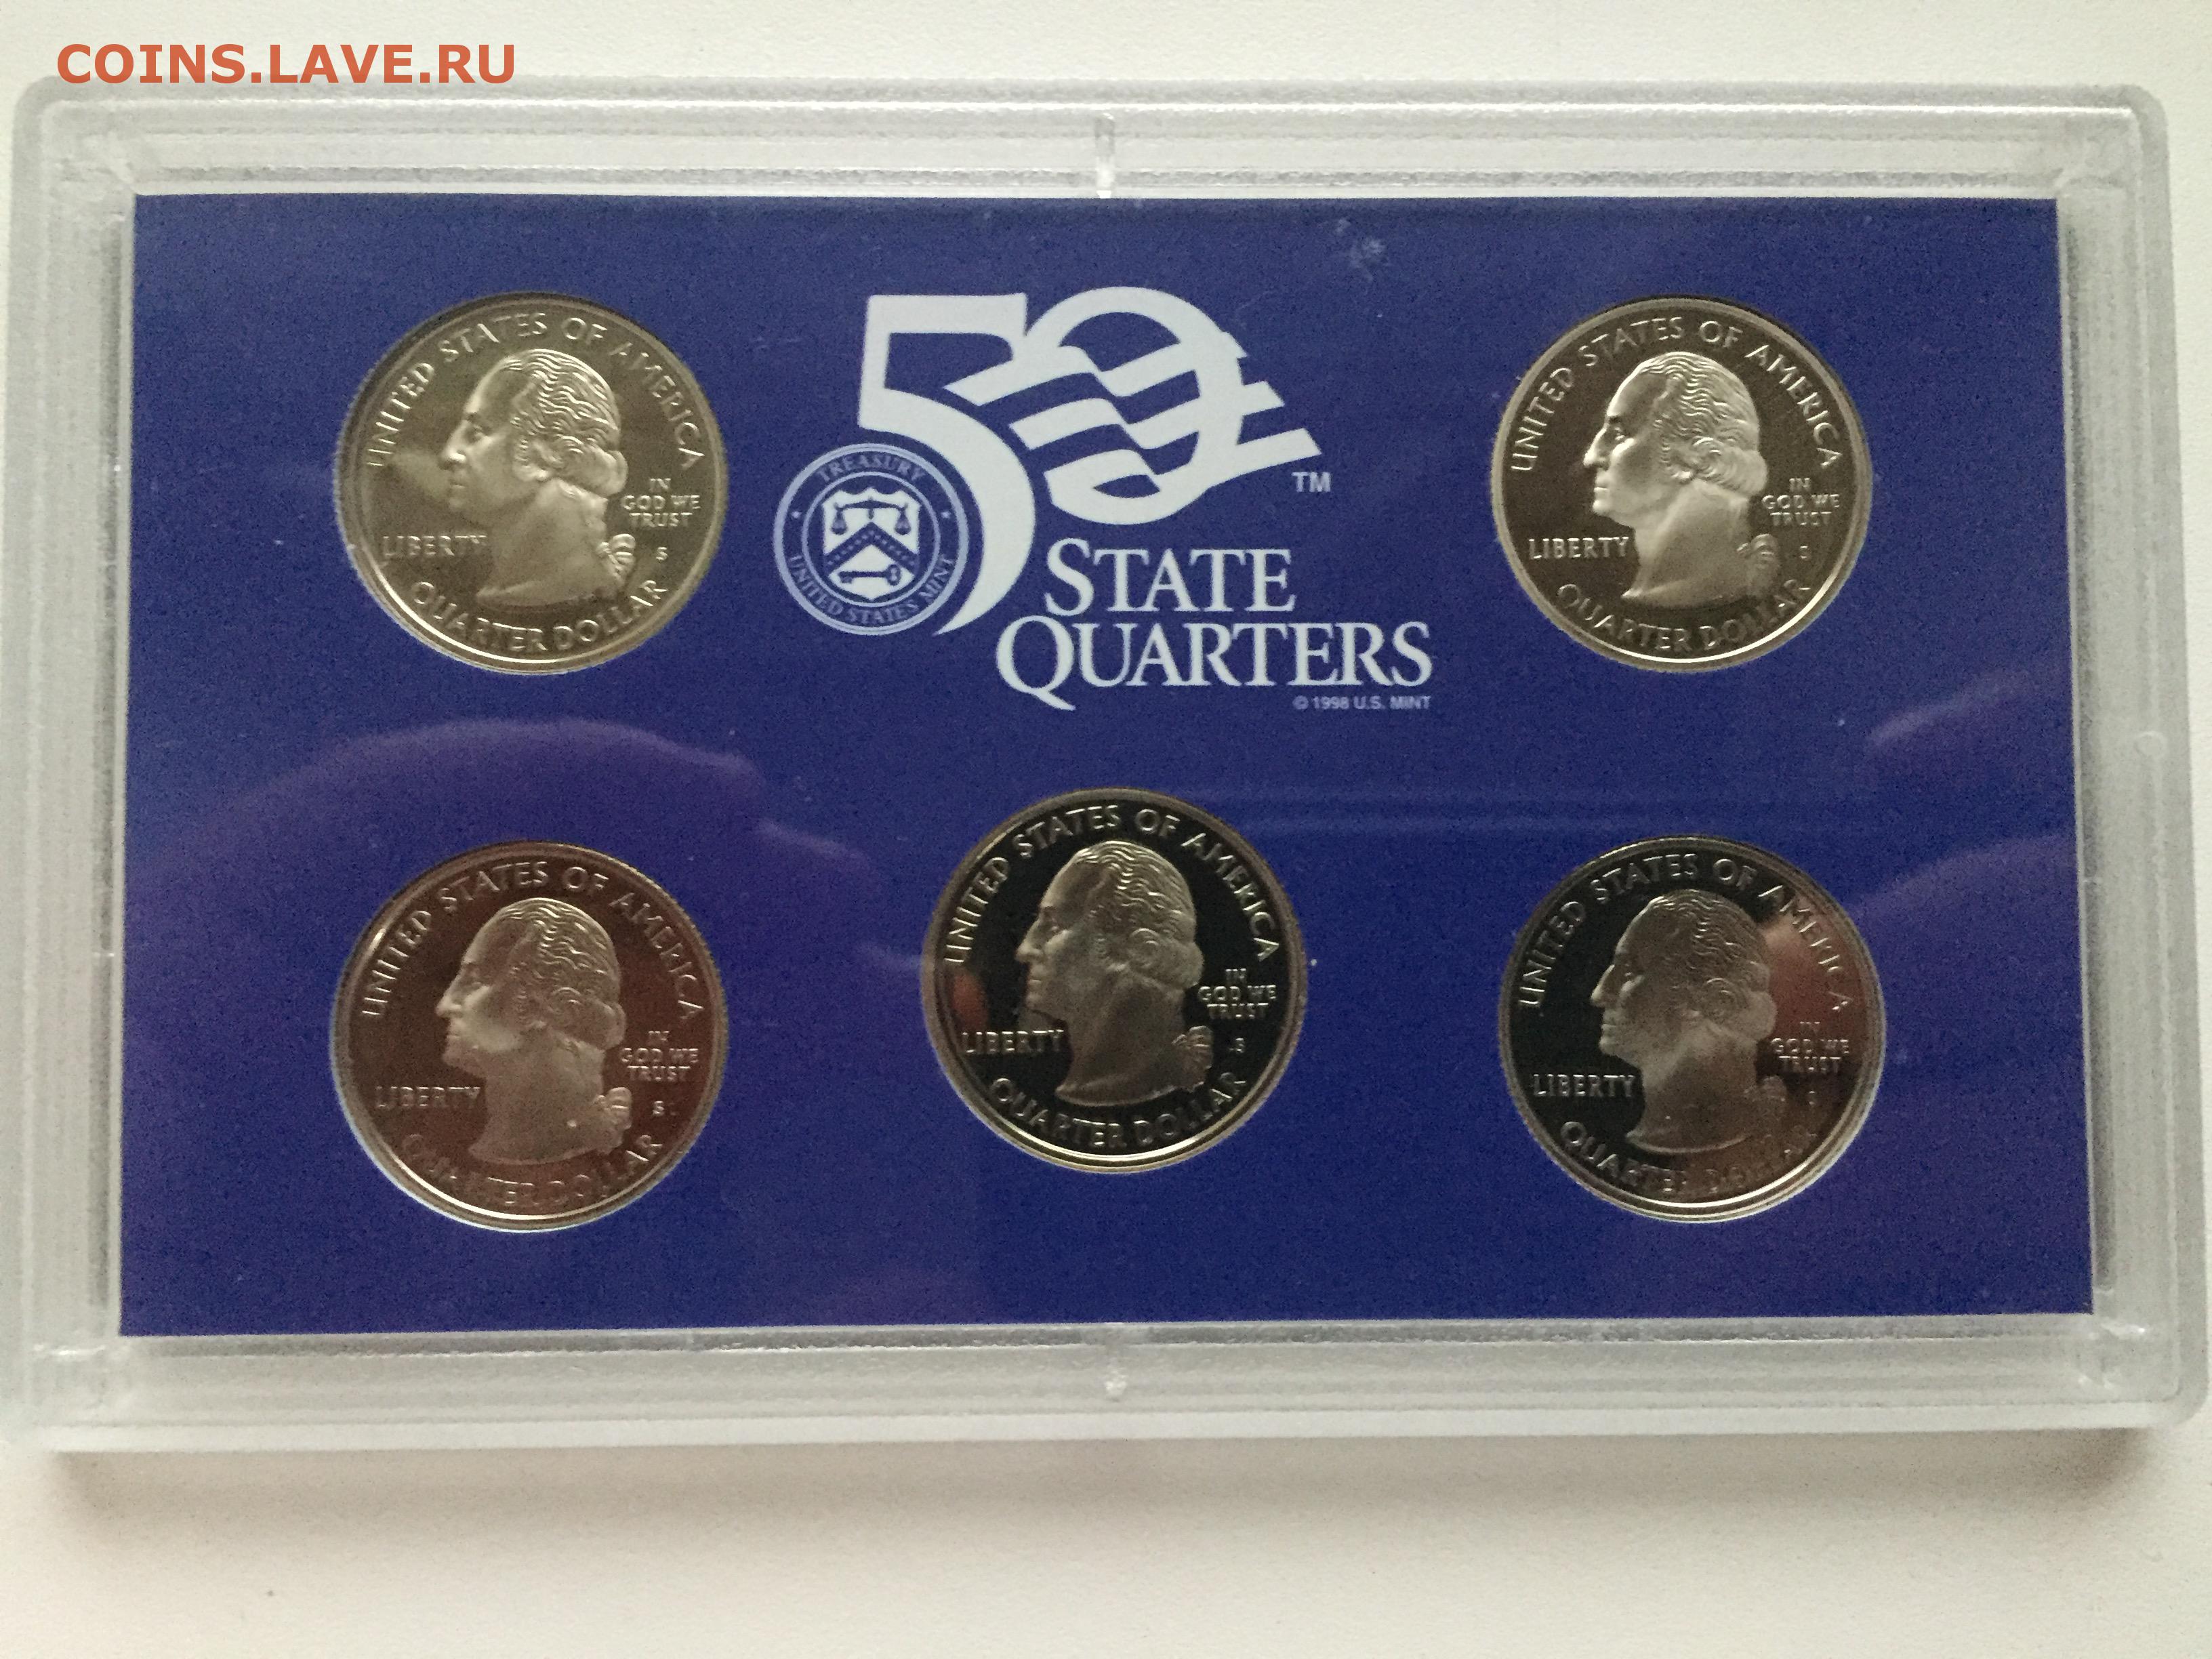 COINS.LAVE.RU
UNITED STATES OF AMERICA
IN
GOD WE
TRUST
LIBERTY
S
QUARTER DOLLAR
50
TM
TREASURY
UNITED STATES MINT
STATE
QUARTERS
© 1998 U.S. MINT
UNITED STATES OF AMERICA
IN
GOD WE
TRUST
LIBERTY
S
QUARTER DOLLAR
UNITED STATES OF AMERICA
IN
GOD WE
TRUST
LIBERTY
S
QUARTER DOLLAR
UNITED STATES OF AMERICA
IN
GOD WE
TRUST
LIBERTY
S
QUARTER DOLLAR
UNITED STATES OF AMERICA
IN
GOD WE
TRUST
LIBERTY
S
QUARTER DOLLAR